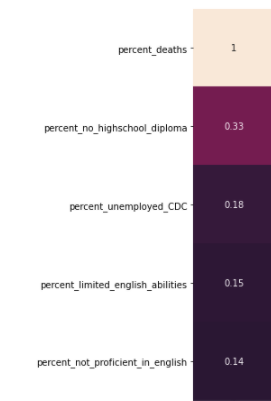 percent_deaths 1
percent_no_highschool_diploma 0.33
percent_unemployed_CDC 0.18
percent_limited_english_abilities 0.15
percent_not_proficient_in_english 0.14